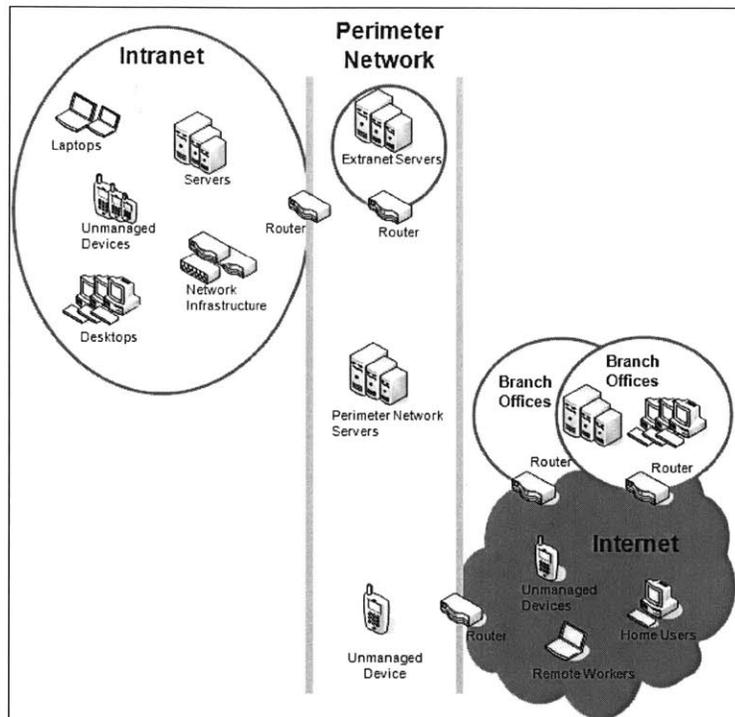 Intranet
Laptops
Servers
Unmanaged
Devices
Network
Infrastructure
Desktops
Router
Perimeter
Network
Extranet Servers
Router
Perimeter Network
Servers
Unmanaged
Device
Branch
Offices
Router
Branch
Offices
Router
Internet
Unmanaged
Devices
Home Users
Router
Remote Workers